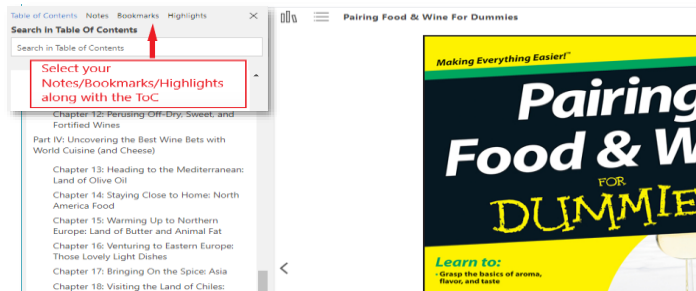 Table of Contents Notes Bookmarks Highlights
Search in Table Of Contents
Search in Table of Contents
Select your
Notes/Bookmarks/Highlights
along with the ToC
Chapter 12: Perusing Off-Dry, Sweet, and
Fortified Wines
Part IV: Uncovering the Best Wine Bets with
World Cuisine (and Cheese)
Chapter 13: Heading to the Mediterranean:
Land of Olive Oil
Chapter 14: Staying Close to Home: North
America Food
Chapter 15: Warming Up to Northern
Europe: Land of Butter and Animal Fat
Chapter 16: Venturing to Eastern Europe:
Those Lovely Light Dishes
Chapter 17: Bringing On the Spice: Asia
Chapter 18: Visiting the Land of Chiles:
Pairing Food & Wine For Dummies
Making Everything Easier!™
Pairing
Food & W
FOR
DUMMIE
Learn to:
• Grasp the basics of aroma,
flavor, and taste